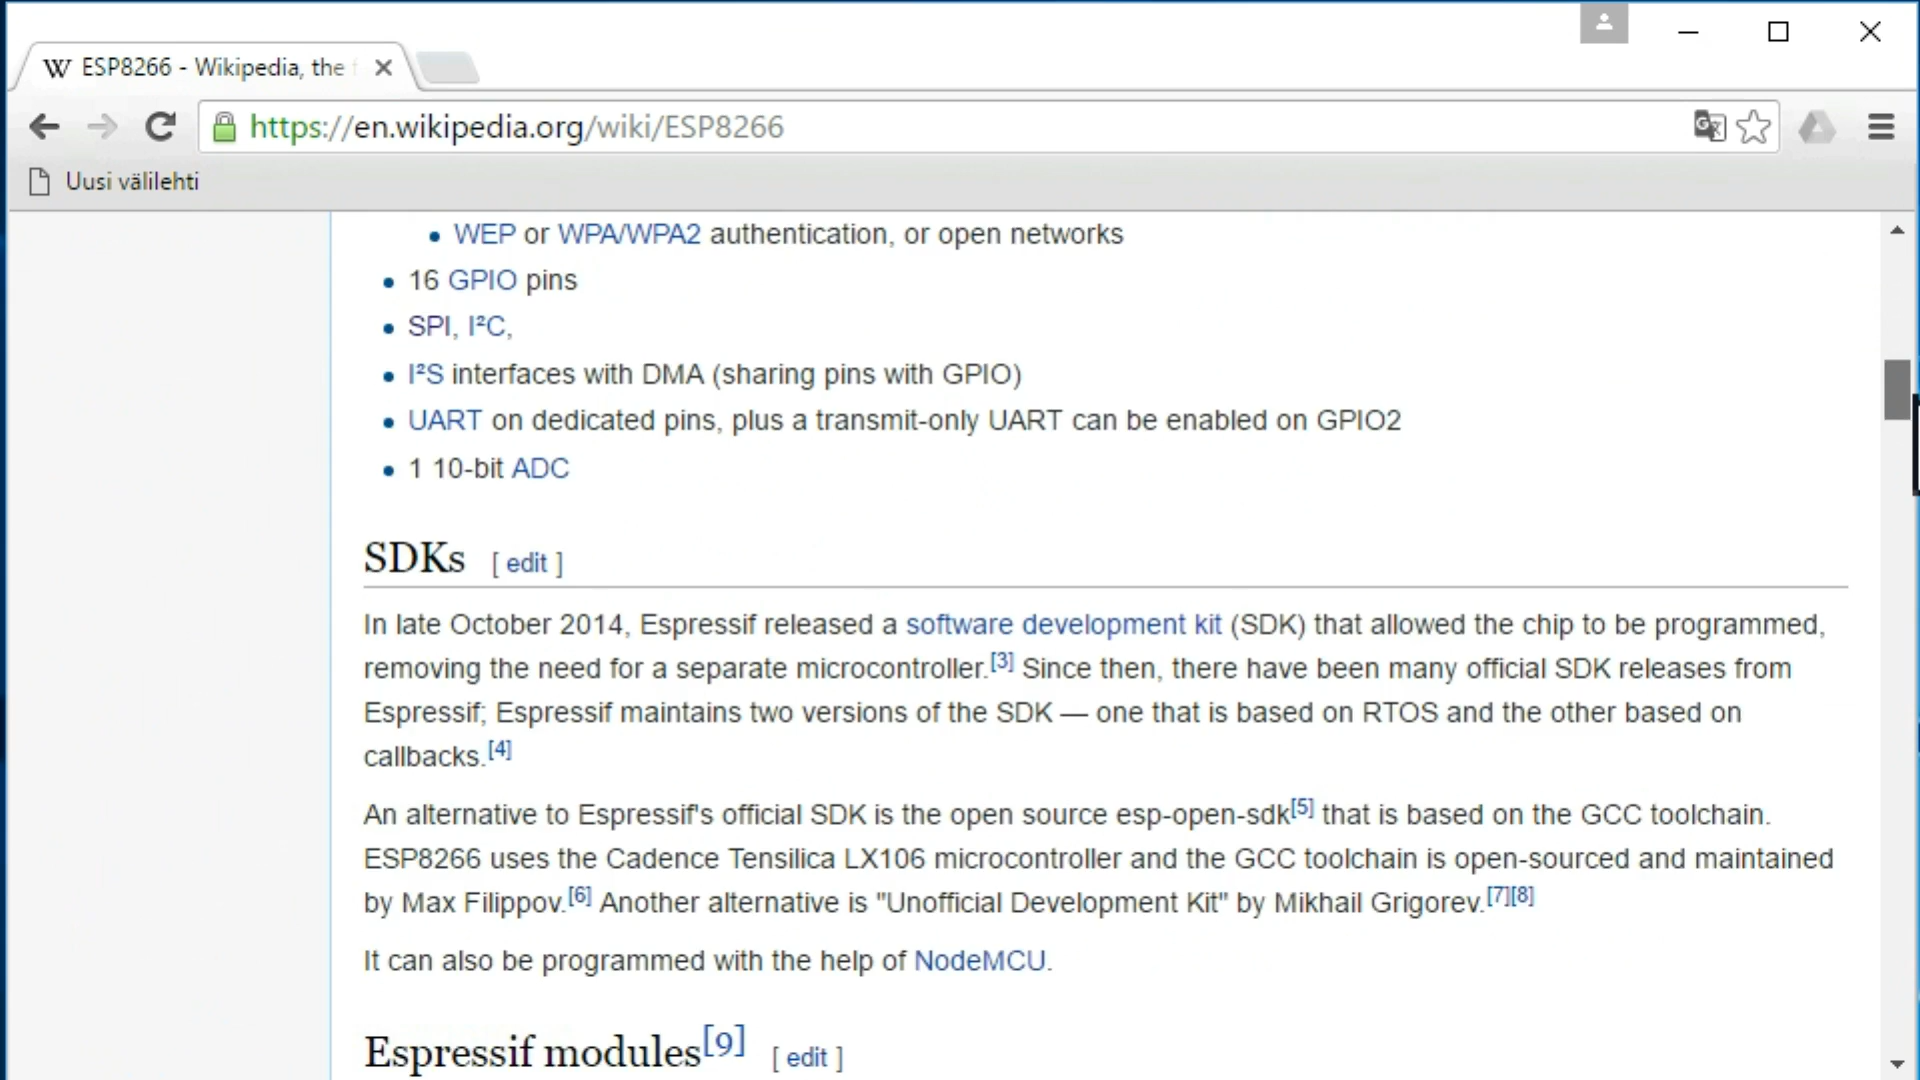 W ESP8266 - Wikipedia, the
https://en.wikipedia.org/wiki/ESP8266
Uusi välilehti
• WEP or WPA/WPA2 authentication, or open networks
• 16 GPIO pins
• SPI, I²C,
• I²S interfaces with DMA (sharing pins with GPIO)
• UART on dedicated pins, plus a transmit-only UART can be enabled on GPIO2
• 1 10-bit ADC
SDKs [ edit ]
In late October 2014, Espressif released a software development kit (SDK) that allowed the chip to be programmed,
removing the need for a separate microcontroller.[3] Since then, there have been many official SDK releases from
Espressif; Espressif maintains two versions of the SDK — one that is based on RTOS and the other based on
callbacks.[4]
An alternative to Espressif's official SDK is the open source esp-open-sdk[5] that is based on the GCC toolchain.
ESP8266 uses the Cadence Tensilica LX106 microcontroller and the GCC toolchain is open-sourced and maintained
by Max Filippov.[6] Another alternative is "Unofficial Development Kit" by Mikhail Grigorev.[7][8]
It can also be programmed with the help of NodeMCU.
Espressif modules[9] [ edit ]